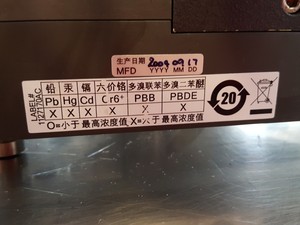 生产日期 2009 09 17
MFD YYYY MM DD
LABEL#
1127170AC
铅 汞 镉 六价铬 多溴联苯 多溴二苯醚
Pb Hg Cd Cr6+ PBB PBDE
X X X X X X
O=小于最高浓度值 X=大于最高浓度值
20